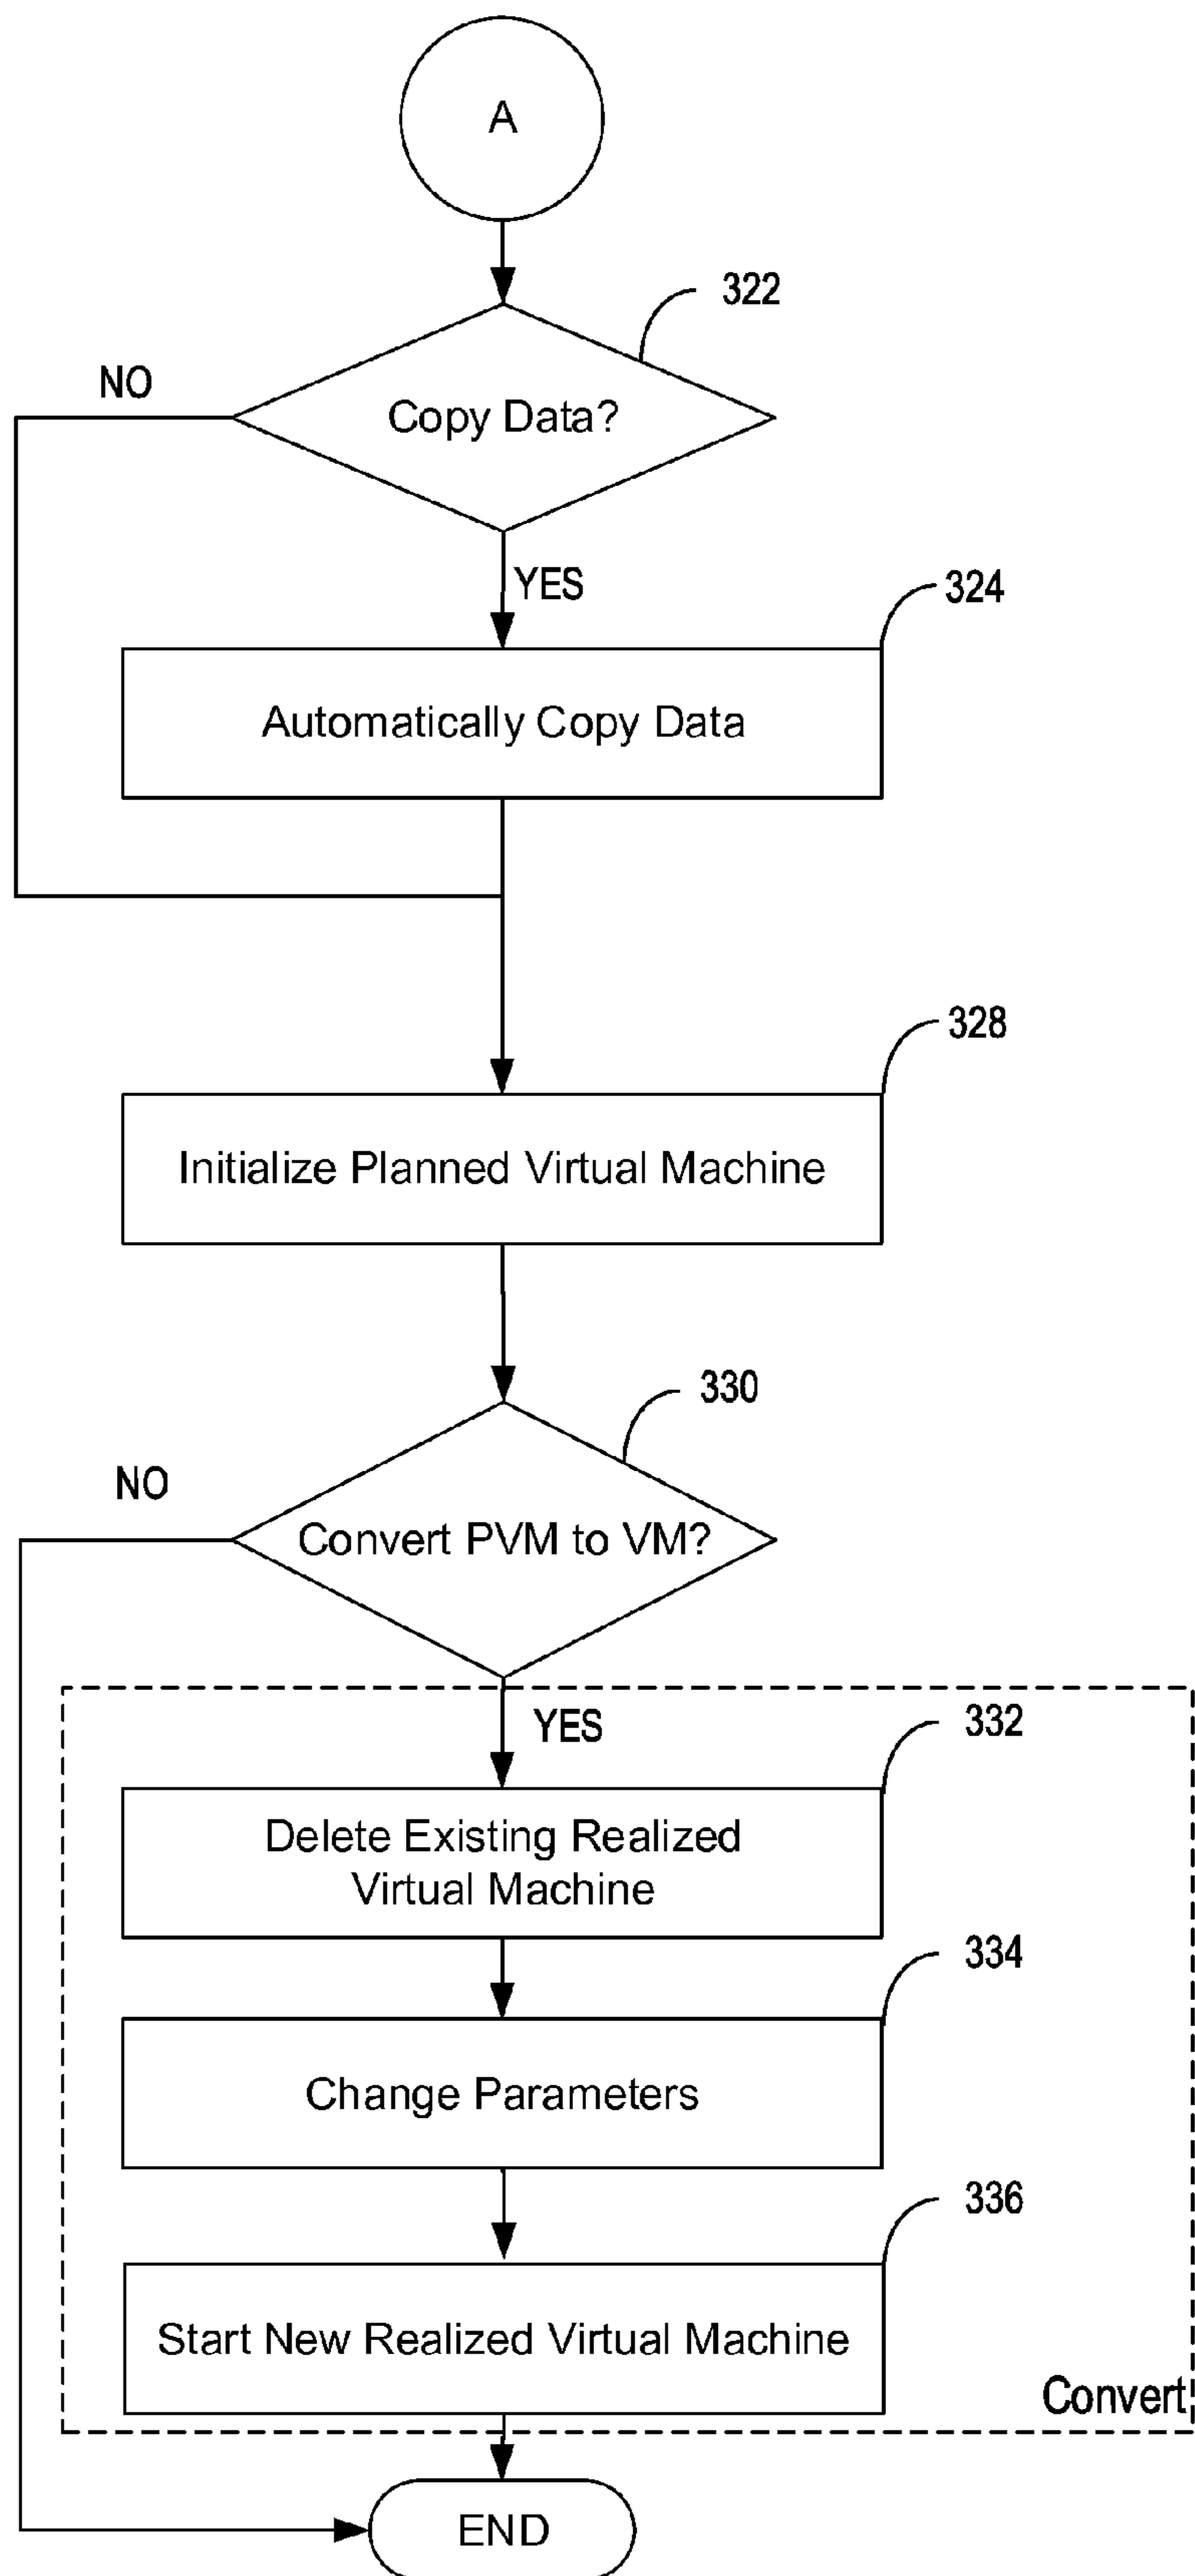 A
322
NO
Copy Data?
YES
324
Automatically Copy Data
328
Initialize Planned Virtual Machine
330
NO
Convert PVM to VM?
YES
332
Delete Existing Realized
Virtual Machine
334
Change Parameters
336
Start New Realized Virtual Machine
Convert
END